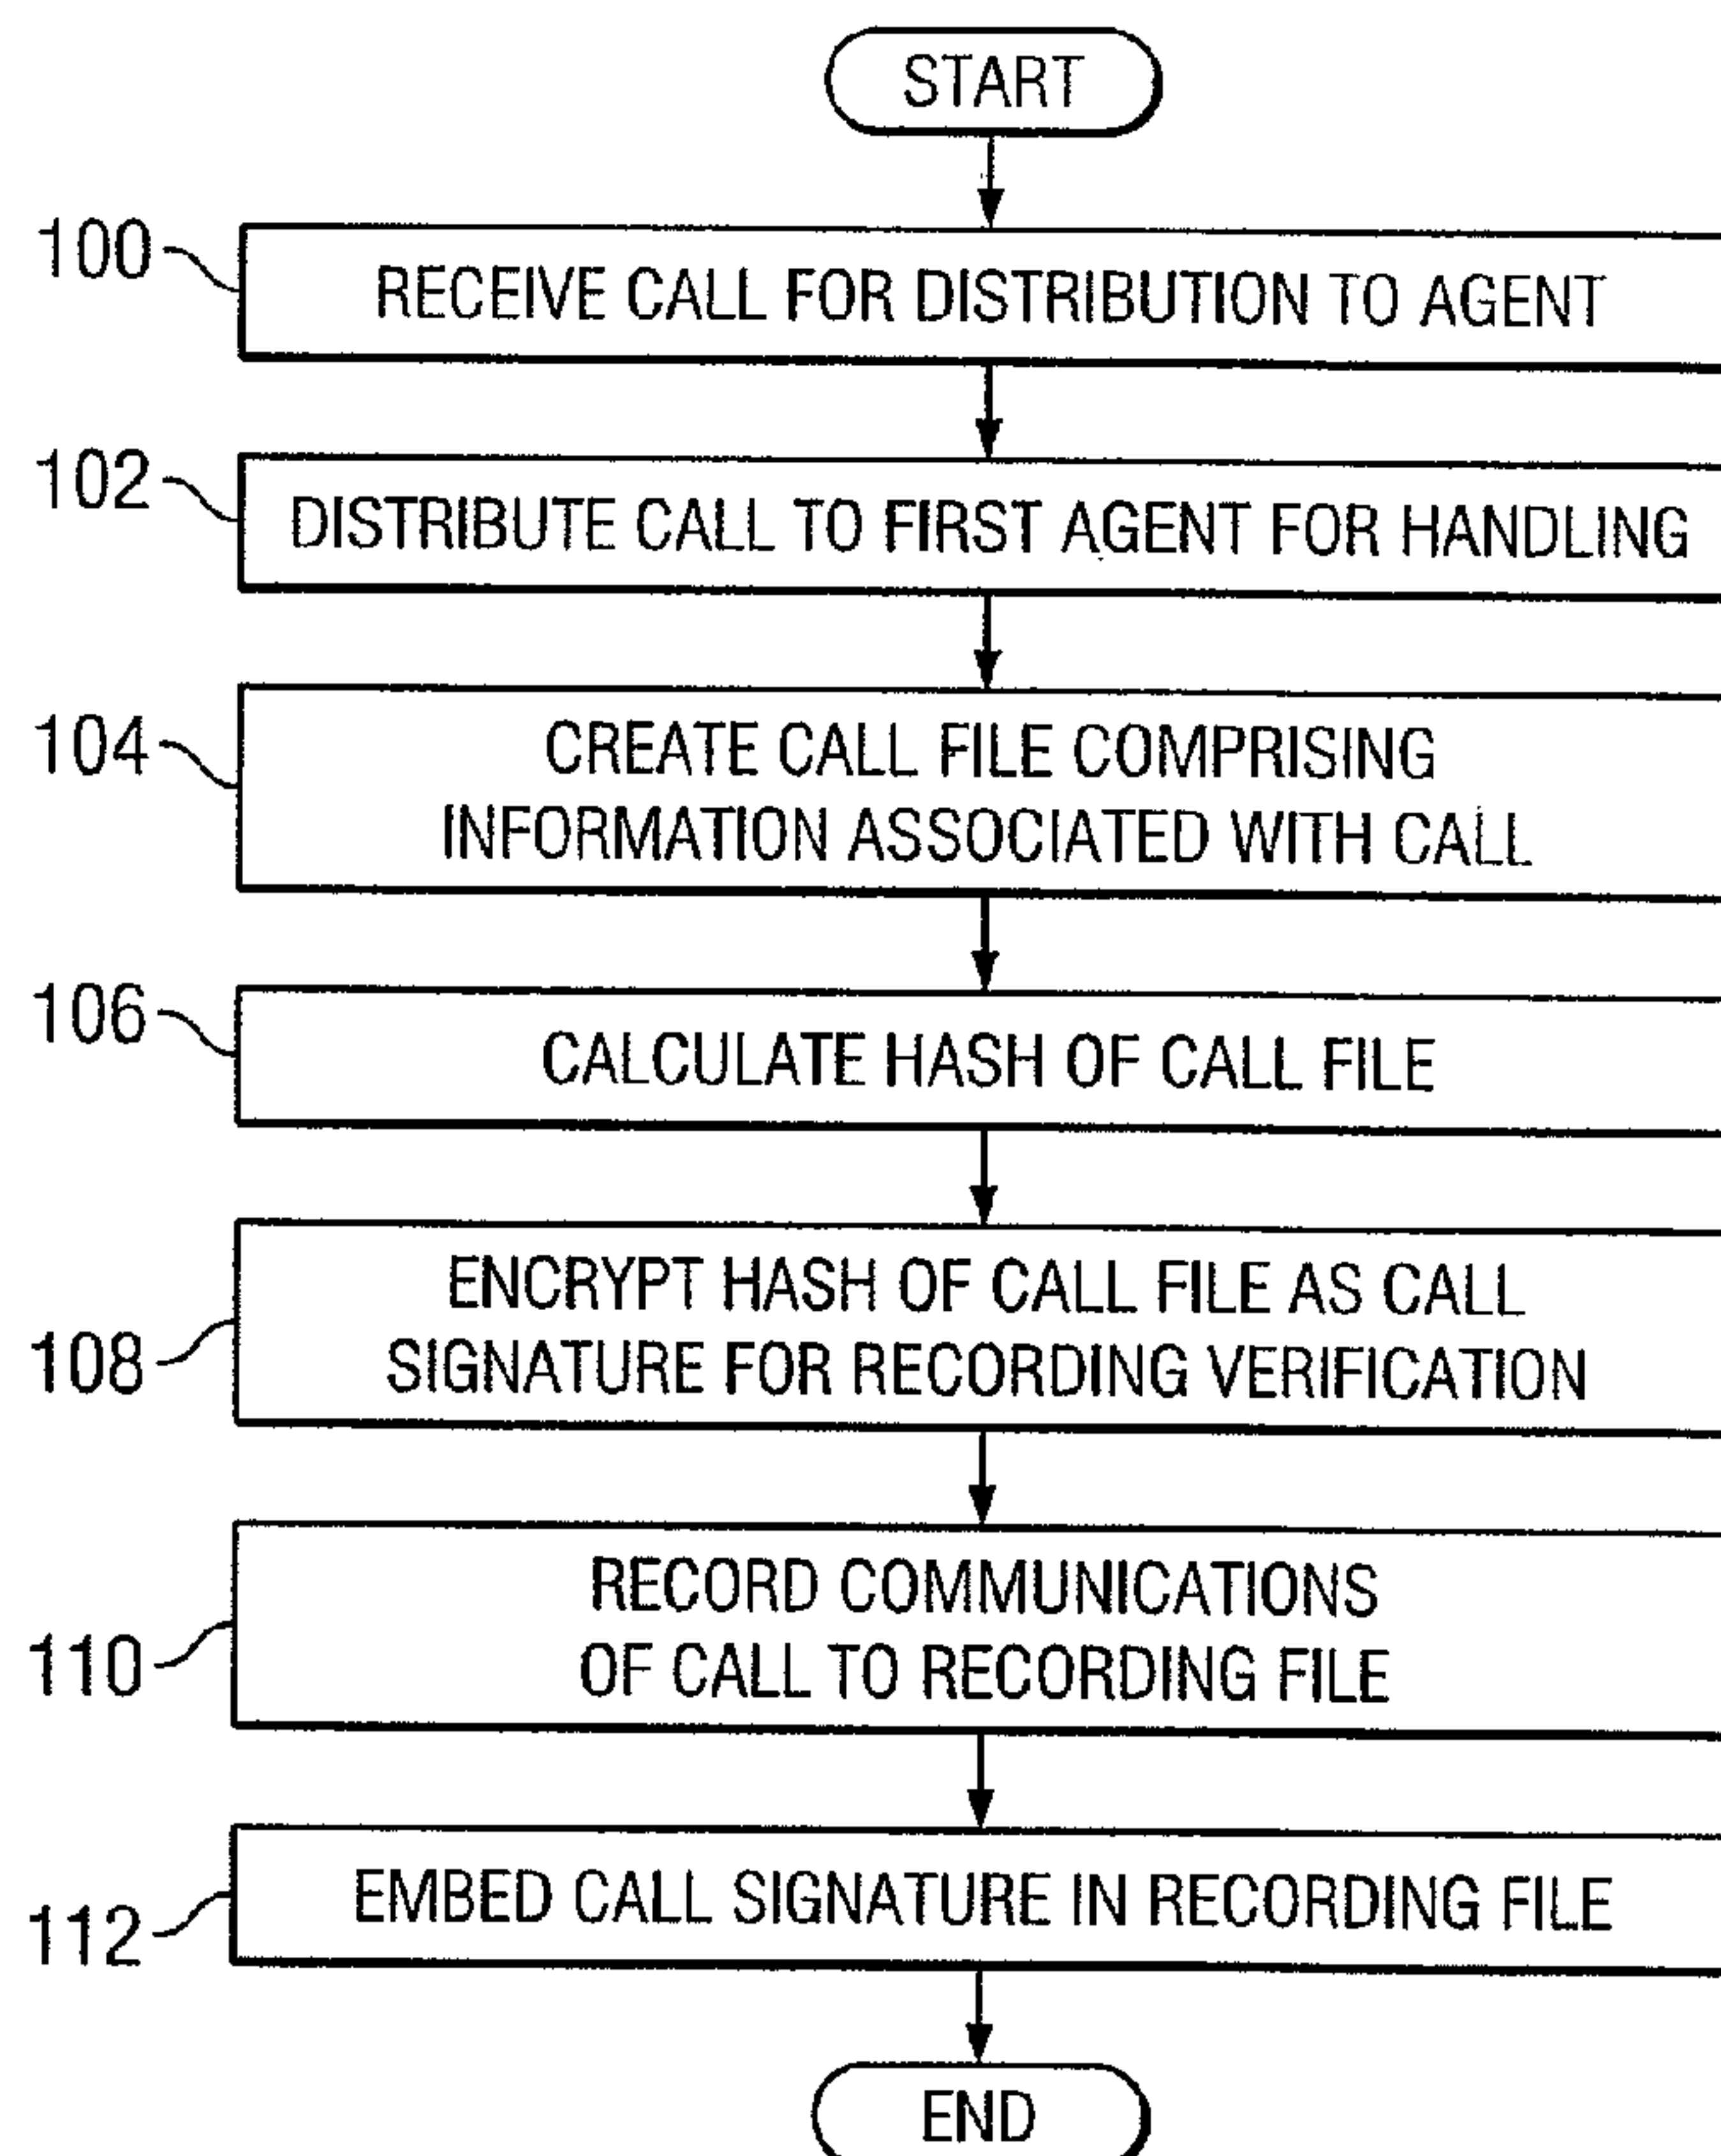 START
100
RECEIVE CALL FOR DISTRIBUTION TO AGENT
102
DISTRIBUTE CALL TO FIRST AGENT FOR HANDLING
104
CREATE CALL FILE COMPRISING
INFORMATION ASSOCIATED WITH CALL
106
CALCULATE HASH OF CALL FILE
108
ENCRYPT HASH OF CALL FILE AS CALL
SIGNATURE FOR RECORDING VERIFICATION
110
RECORD COMMUNICATIONS
OF CALL TO RECORDING FILE
112
EMBED CALL SIGNATURE IN RECORDING FILE
END